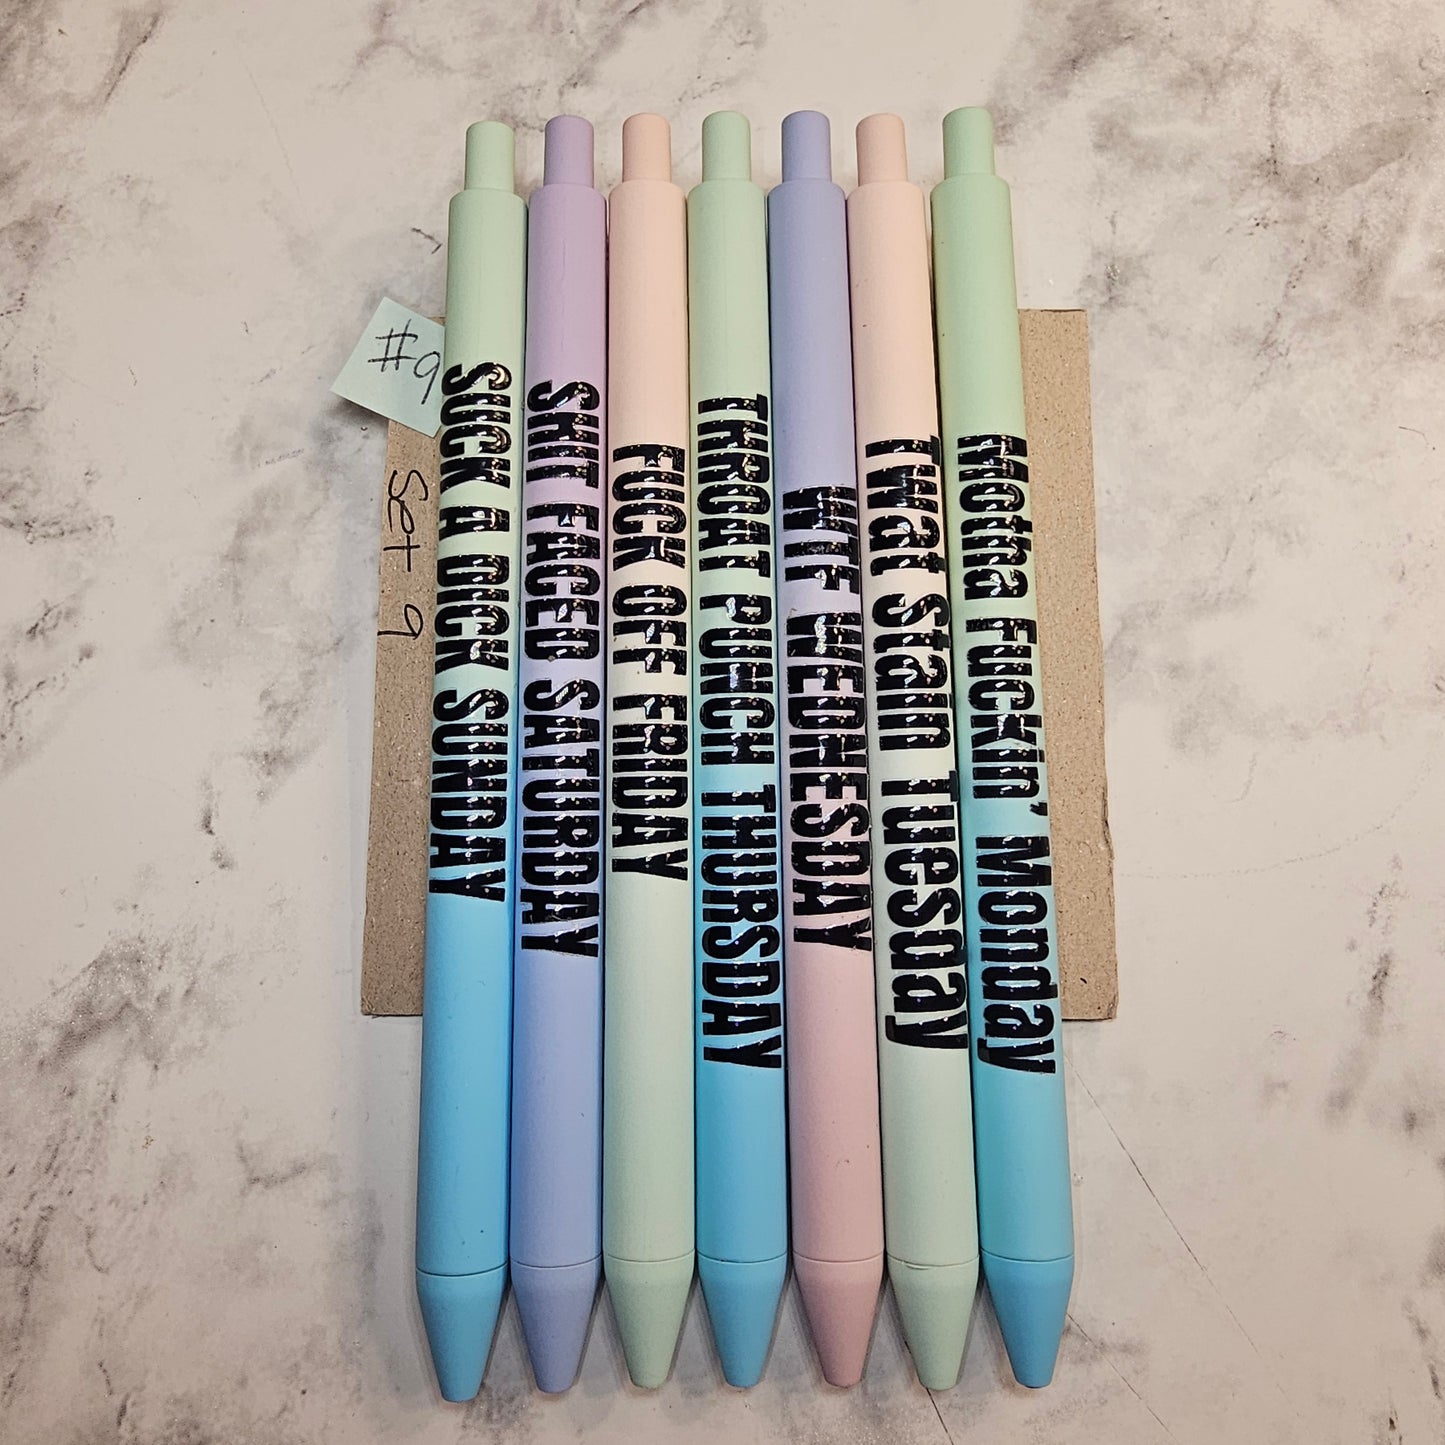 #9
Set 9
SUCK A DICK SUNDAY
SHIT FACED SATURDAY
FUCK OFF FRIDAY
THROAT PUNCH THURSDAY
WTF WEDNESDAY
Twat Stain Tuesday
Motha Fuckin' Monday